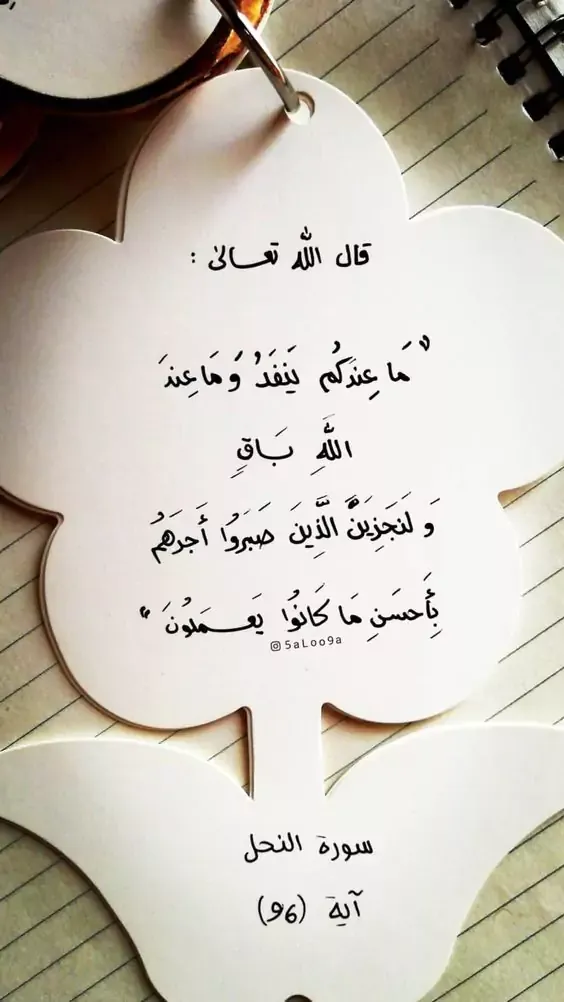 قال الله تعالى :
" مَا عِندَكُم يَنفَدُ وَمَا عِندَ
اللَّهِ بَاقٍ
وَ لَنَجزِيَنَّ الَّذِينَ صَبَرُوا أَجرَهُم
بِأَحسَنِ مَا كَانُوا يَعمَلُونَ "
@5aLoo9a
سورة النحل
آية (96)